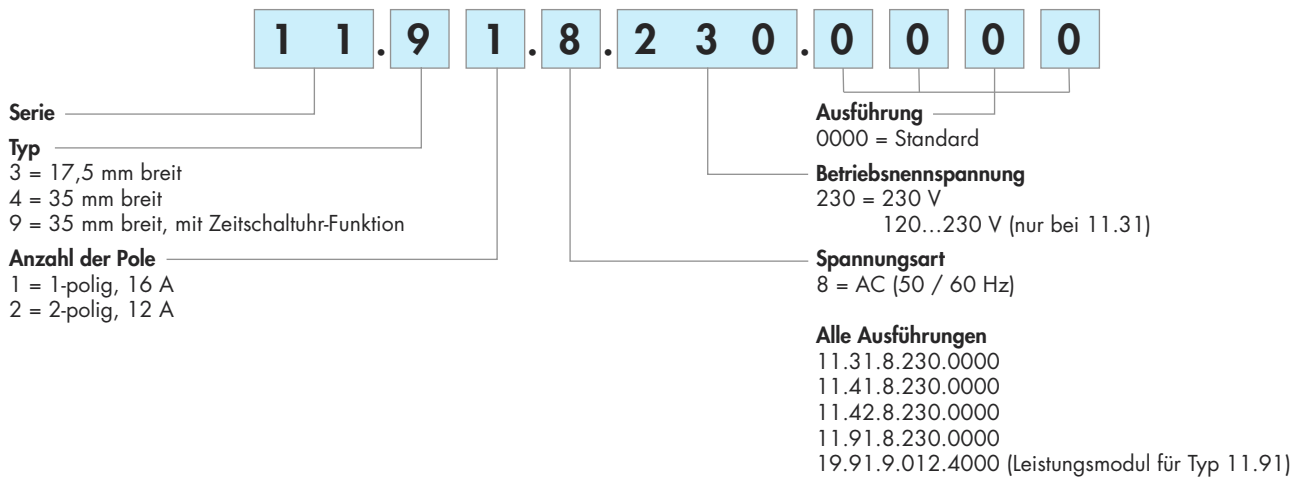 1 1 . 9 1 . 8 . 2 3 0 . 0 0 0 0
Serie
Typ
3 = 17,5 mm breit
4 = 35 mm breit
9 = 35 mm breit, mit Zeitschaltuhr-Funktion
Anzahl der Pole
1 = 1-polig, 16 A
2 = 2-polig, 12 A
Ausführung
0000 = Standard
Betriebsnennspannung
230 = 230 V
120…230 V (nur bei 11.31)
Spannungsart
8 = AC (50 / 60 Hz)
Alle Ausführungen
11.31.8.230.0000
11.41.8.230.0000
11.42.8.230.0000
11.91.8.230.0000
19.91.9.012.4000 (Leistungsmodul für Typ 11.91)